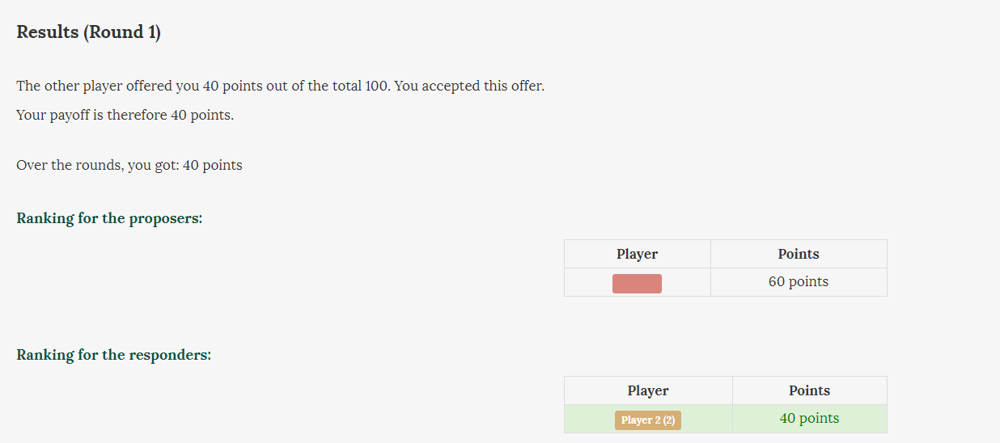 Results (Round 1)
The other player offered you 40 points out of the total 100. You accepted this offer.
Your payoff is therefore 40 points.
Over the rounds, you got: 40 points
Ranking for the proposers:
Player Points
60 points
Ranking for the responders:
Player Points
Player 2 (2) 40 points